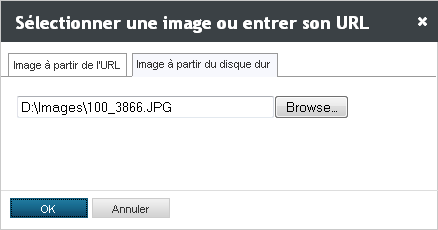 Sélectionner une image ou entrer son URL
Image à partir de l'URL
Image à partir du disque dur
D:\Images\100_3866.JPG
Browse...
OK
Annuler